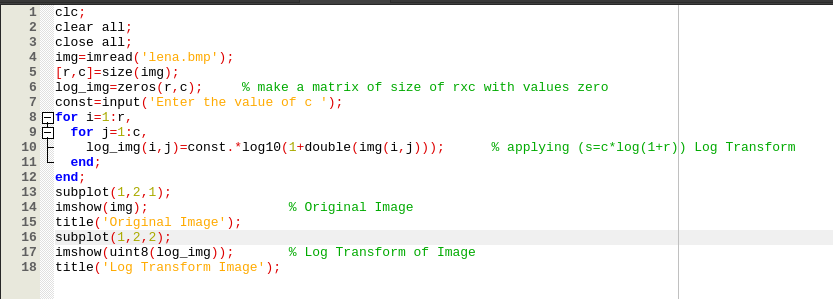 1 clc;
2 clear all;
3 close all;
4 img=imread('lena.bmp');
5 [r,c]=size(img);
6 log_img=zeros(r,c);     % make a matrix of size of rxc with values zero
7 const=input('Enter the value of c ');
8 for i=1:r,
9   for j=1:c,
10     log_img(i,j)=const.*log10(1+double(img(i,j)));      % applying (s=c*log(1+r)) Log Transform
11   end;
12 end;
13 subplot(1,2,1);
14 imshow(img);                  % Original Image
15 title('Original Image');
16 subplot(1,2,2);
17 imshow(uint8(log_img));       % Log Transform of Image
18 title('Log Transform Image');